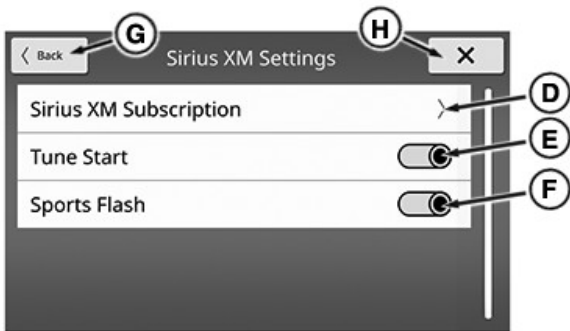 G
H
Back
Sirius XM Settings
Sirius XM Subscription
D
Tune Start
E
Sports Flash
F